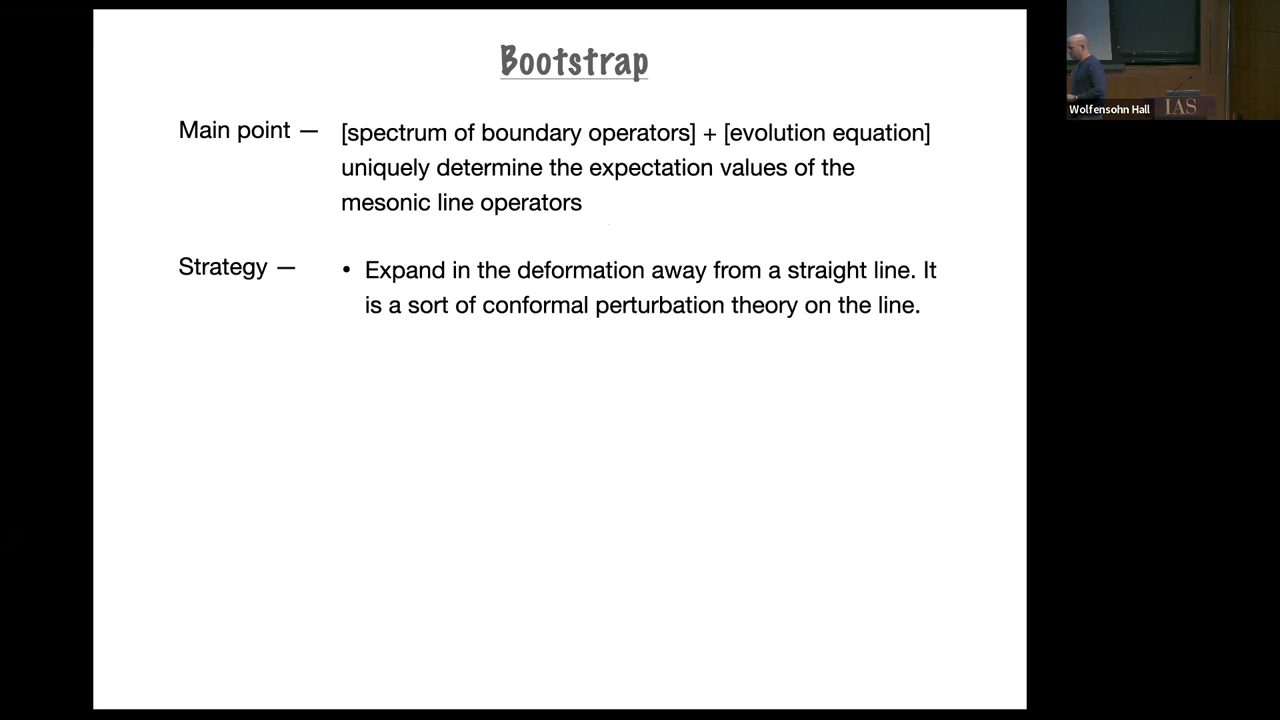 Bootstrap
Main point — [spectrum of boundary operators] + [evolution equation]
uniquely determine the expectation values of the
mesonic line operators
Strategy — • Expand in the deformation away from a straight line. It
is a sort of conformal perturbation theory on the line.
Wolfensohn Hall
IAS